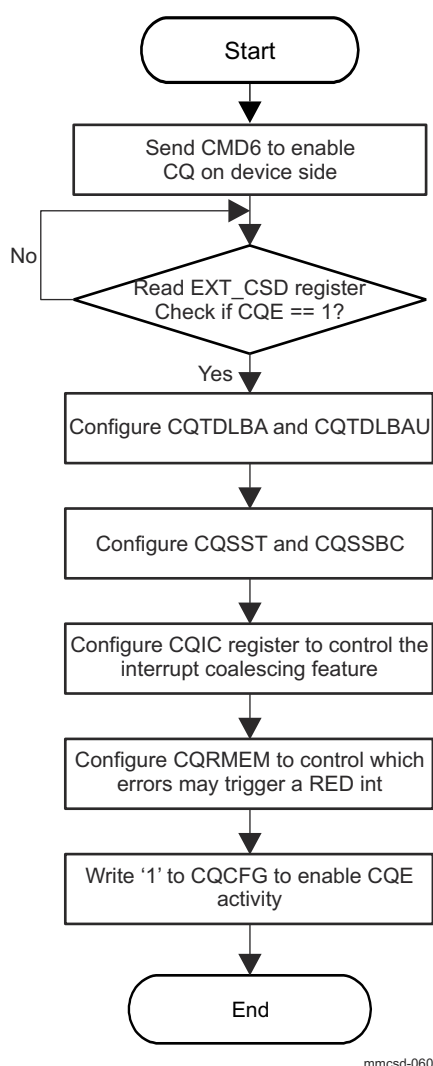 Start
Send CMD6 to enable
CQ on device side
No
Read EXT_CSD register
Check if CQE == 1?
Yes
Configure CQTDLBA and CQTDLBAU
Configure CQSST and CQSSBC
Configure CQIC register to control the
interrupt coalescing feature
Configure CQRMEM to control which
errors may trigger a RED int
Write ‘1’ to CQCFG to enable CQE
activity
End
mmcsd-060